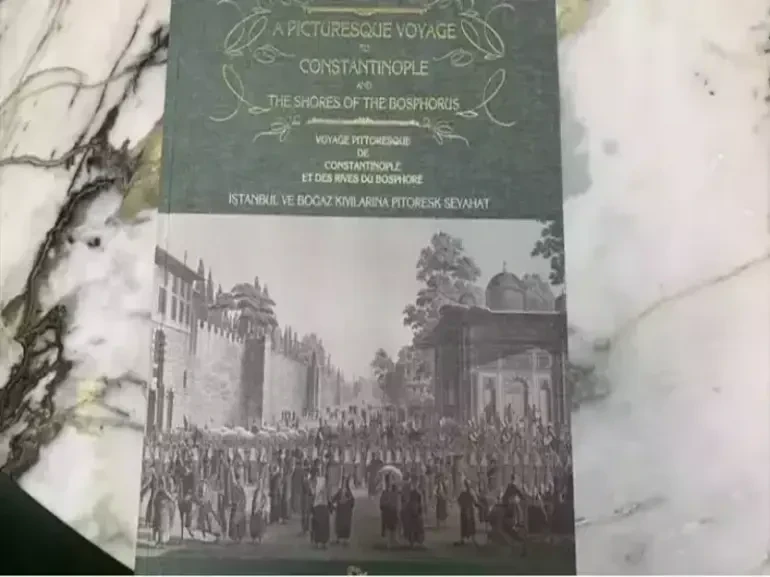 A PICTURESQUE VOYAGE
TO
CONSTANTINOPLE
AND
THE SHORES OF THE BOSPHORUS
VOYAGE PITTORESQUE
DE
CONSTANTINOPLE
ET DES RIVES DU BOSPHORE
İSTANBUL VE BOĞAZ KIYILARINA PİTORESK SEYAHAT